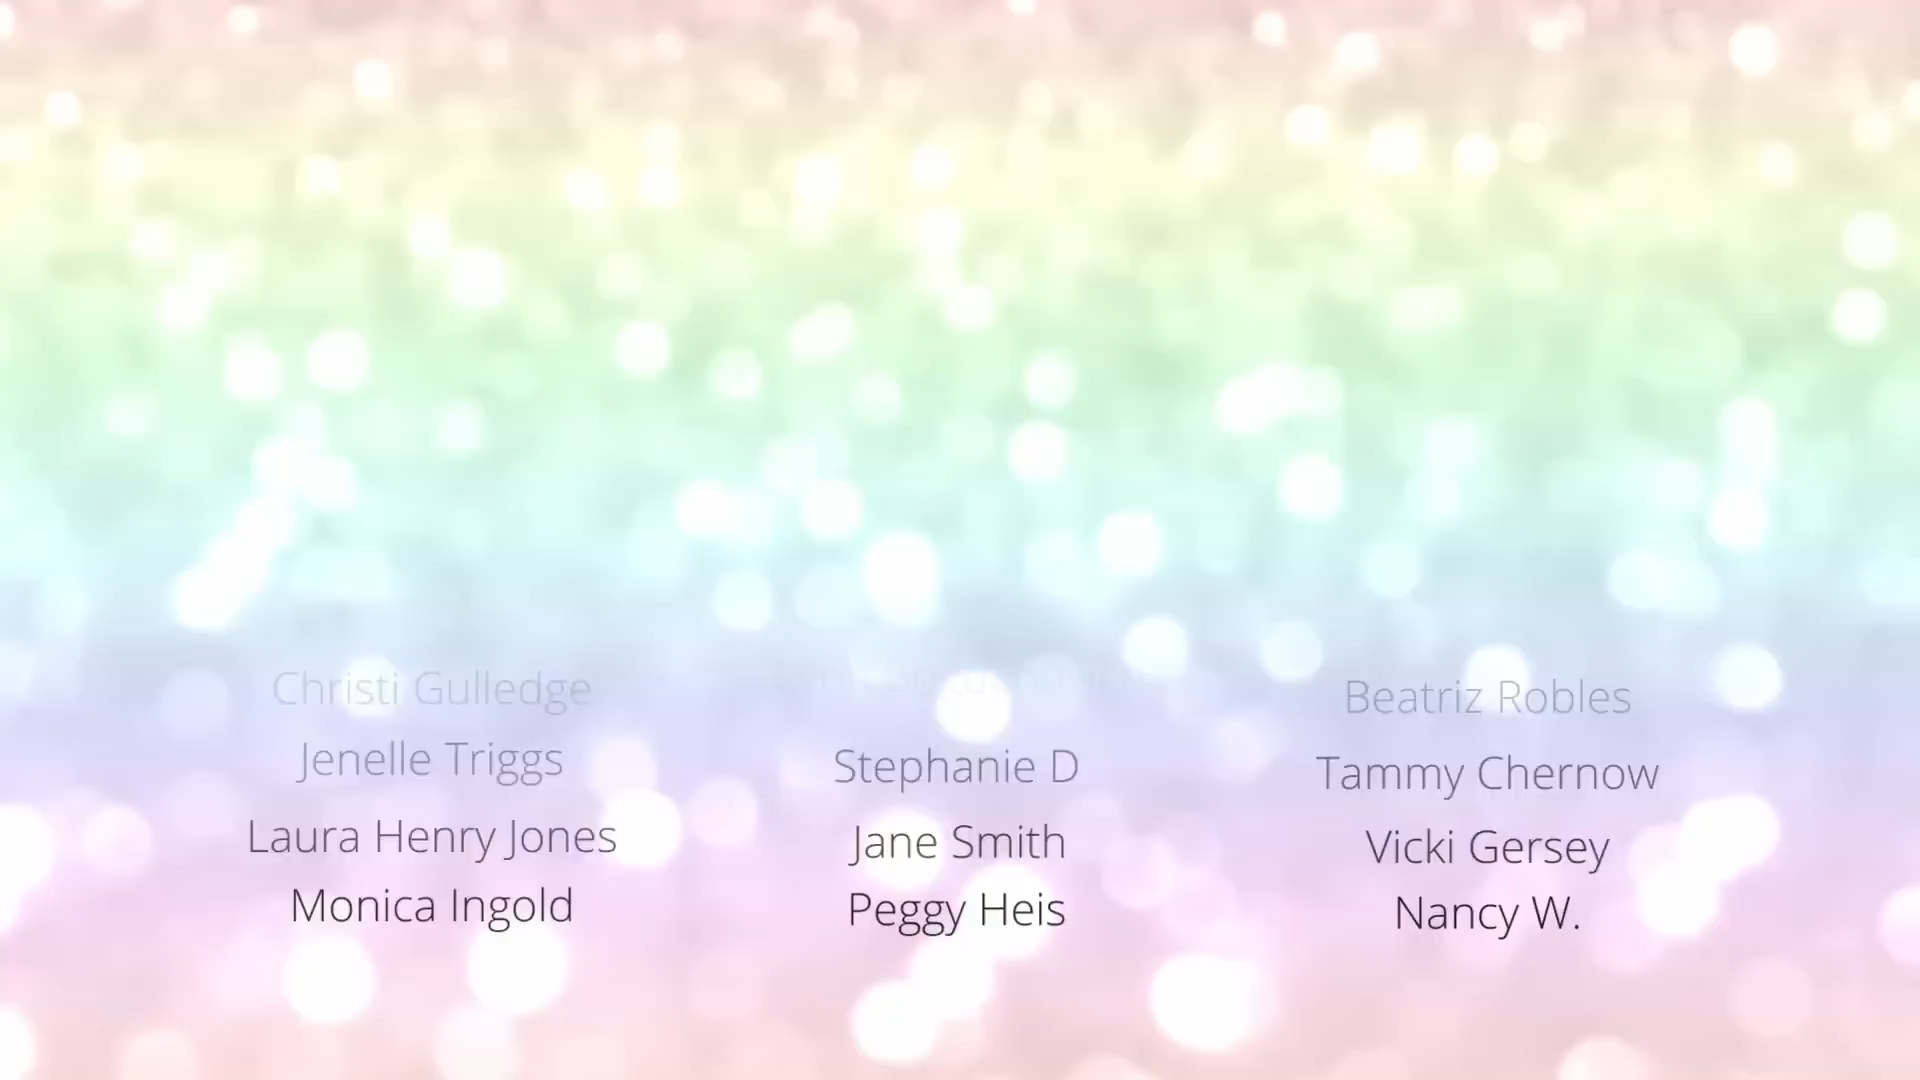 Christi Gulledge
Jenelle Triggs
Laura Henry Jones
Monica Ingold
Stephanie D
Jane Smith
Peggy Heis
Beatriz Robles
Tammy Chernow
Vicki Gersey
Nancy W.